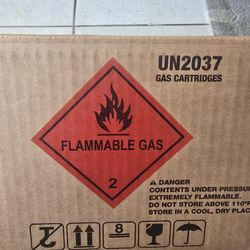 UN2037
GAS CARTRIDGES
FLAMMABLE GAS
2
DANGER
CONTENTS UNDER PRESSURE
EXTREMELY FLAMMABLE.
DO NOT STORE ABOVE 110°
STORE IN A COOL, DRY PLAC
8